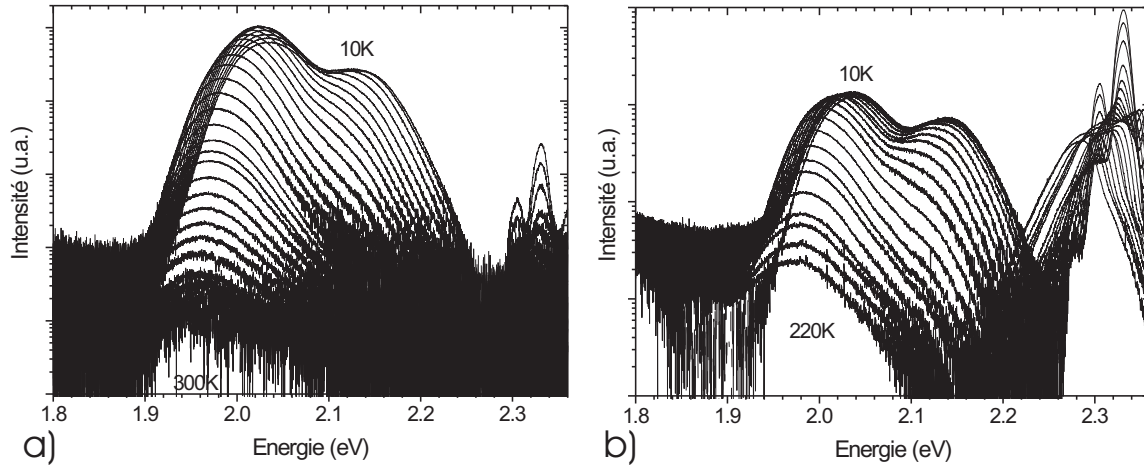 10K
300K
Intensité (u.a.)
1.8 1.9 2.0 2.1 2.2 2.3
Energie (eV)
a)
10K
220K
Intensité (u.a.)
1.8 1.9 2.0 2.1 2.2 2.3
Energie (eV)
b)